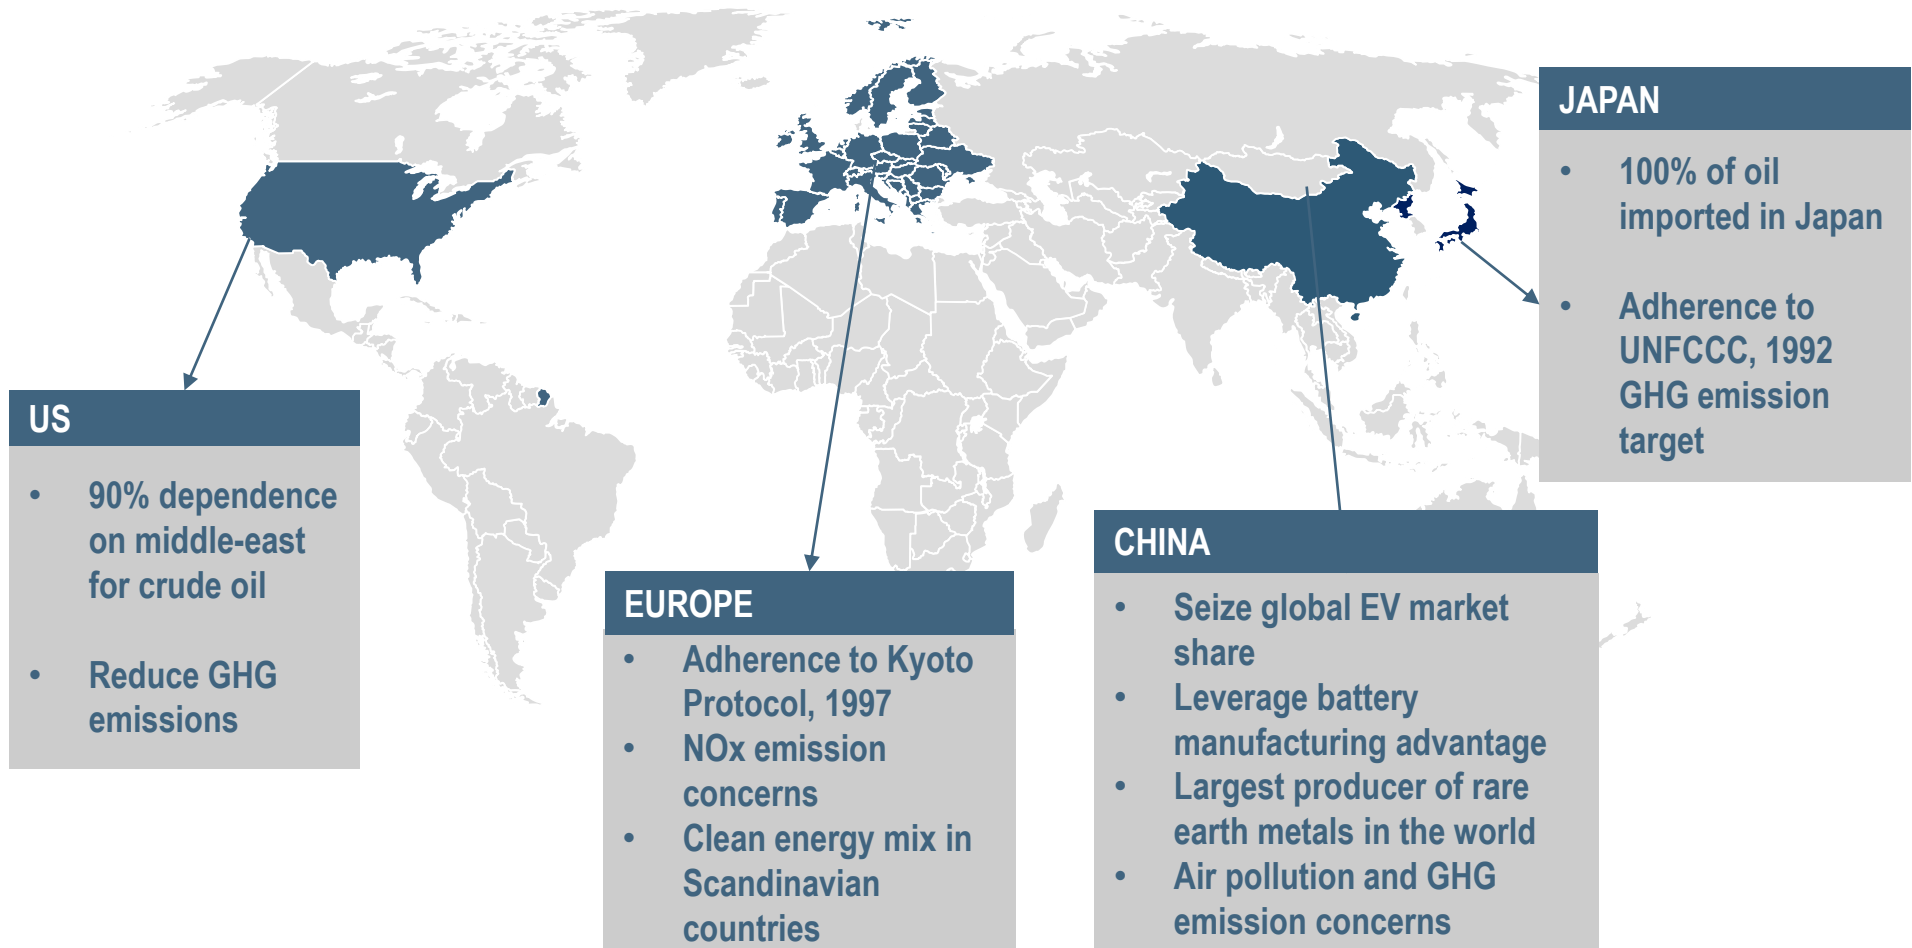 JAPAN
• 100% of oil
imported in Japan
• Adherence to
UNFCCC, 1992
GHG emission
target
US
• 90% dependence
on middle-east
for crude oil
• Reduce GHG
emissions
EUROPE
• Adherence to Kyoto
Protocol, 1997
• NOx emission
concerns
• Clean energy mix in
Scandinavian
countries
CHINA
• Seize global EV market
share
• Leverage battery
manufacturing advantage
• Largest producer of rare
earth metals in the world
• Air pollution and GHG
emission concerns